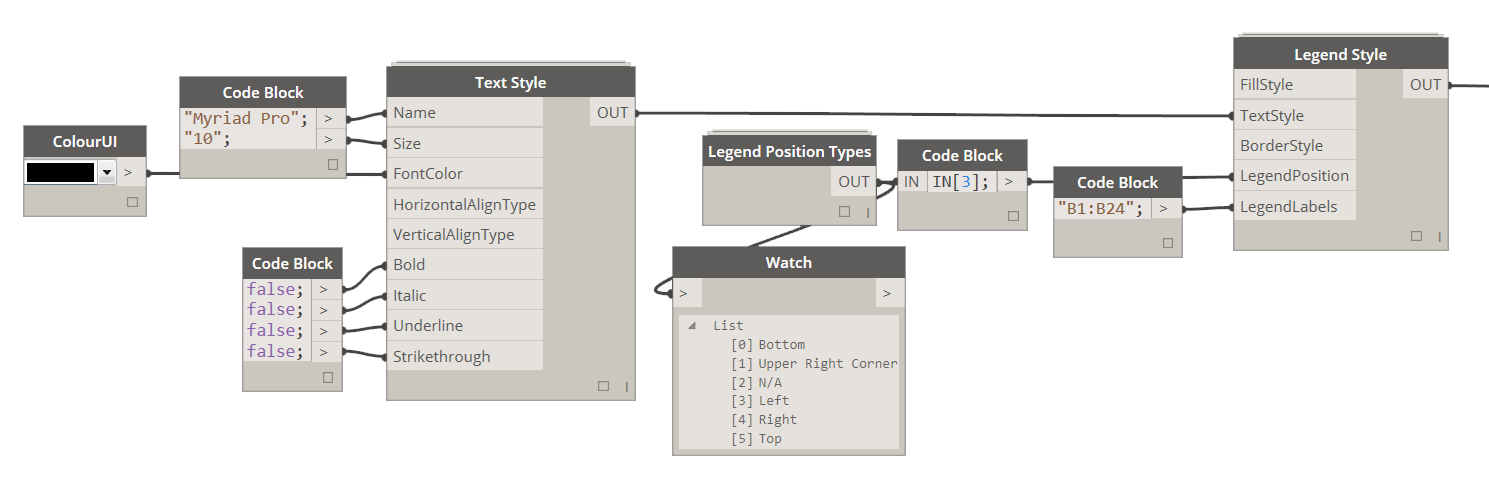 ColourUI
>
Code Block
"Myriad Pro"; >
"10"; >
Code Block
false; >
false; >
false; >
false; >
Text Style
Name OUT
Size
FontColor
HorizontalAlignType
VerticalAlignType
Bold
Italic
Underline
Strikethrough
Legend Position Types
OUT
Watch
> >
List
[0] Bottom
[1] Upper Right Corner
[2] N/A
[3] Left
[4] Right
[5] Top
Code Block
IN IN[3]; >
Code Block
"B1:B24"; >
Legend Style
FillStyle OUT
TextStyle
BorderStyle
LegendPosition
LegendLabels